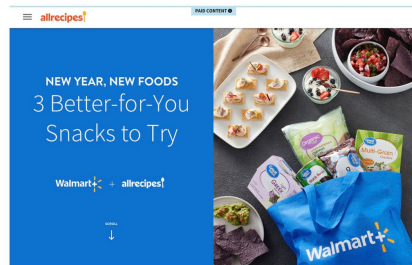 PAID CONTENT
allrecipes
NEW YEAR, NEW FOODS
3 Better-for-You
Snacks to Try
Walmart+ + allrecipes
SCROLL
Organic
Multi-Grain
Walmart+